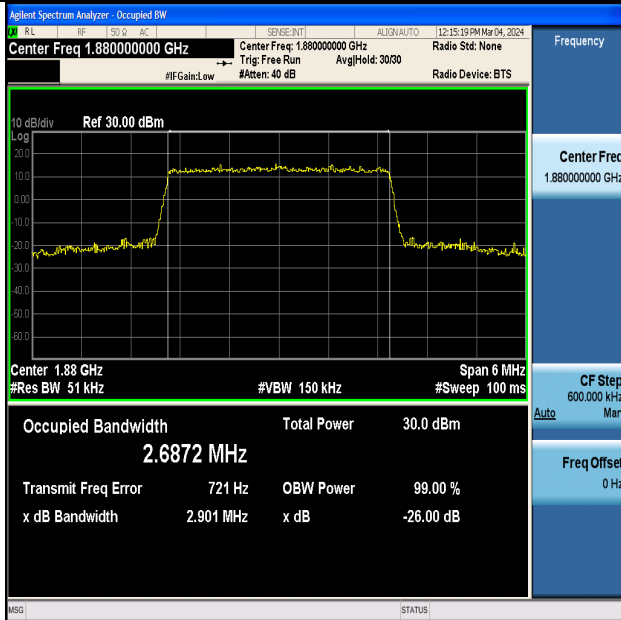 Agilent Spectrum Analyzer - Occupied BW
LXI RL RF 50 Ω AC SENSE:INT ALIGN AUTO 12:15:19 PM Mar 04, 2024
Center Freq 1.880000000 GHz Center Freq: 1.880000000 GHz Radio Std: None
Trig: Free Run Avg|Hold: 30/30
#IFGain:Low #Atten: 40 dB Radio Device: BTS
Frequency
10 dB/div Ref 30.00 dBm
Log
20.0
10.0
0.00
-10.0
-20.0
-30.0
-40.0
-50.0
-60.0
Center 1.88 GHz Span 6 MHz
#Res BW 51 kHz #VBW 150 kHz #Sweep 100 ms
Occupied Bandwidth Total Power 30.0 dBm
2.6872 MHz
Transmit Freq Error 721 Hz OBW Power 99.00 %
x dB Bandwidth 2.901 MHz x dB -26.00 dB
Center Freq
1.880000000 GHz
CF Step
600.000 kHz
Auto Man
Freq Offset
0 Hz
MSG STATUS